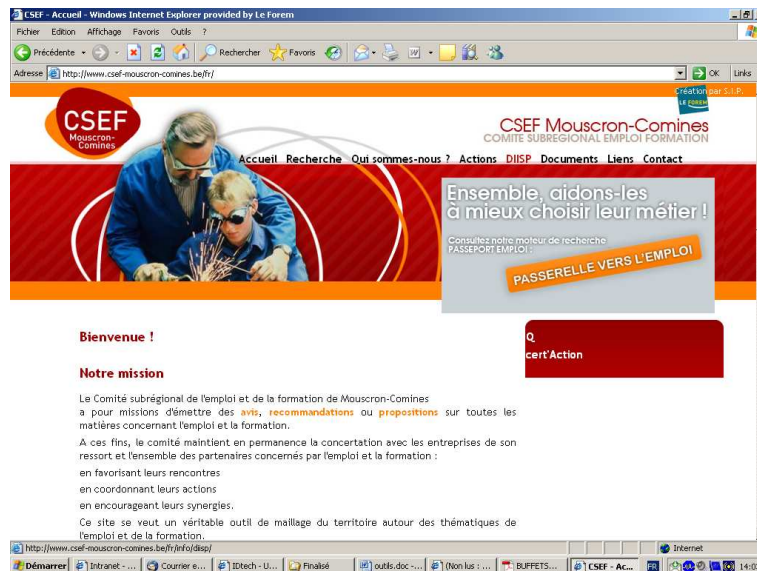 CSEF - Accueil - Windows Internet Explorer provided by Le Forem
Fichier Edition Affichage Favoris Outils ?
Précédente Rechercher Favoris
Adresse http://www.csef-mouscron-comines.be/fr/ OK Links
Création par S.I.P.
LE FOREM
CSEF
Mouscron-
Comines
CSEF Mouscron-Comines
COMITE SUBREGIONAL EMPLOI FORMATION
Accueil Recherche Qui sommes-nous ? Actions DIISP Documents Liens Contact
Ensemble, aidons-les
à mieux choisir leur métier !
Consultez notre moteur de recherche
PASSEPORT EMPLOI :
PASSERELLE VERS L'EMPLOI
Bienvenue !
Q
cert'Action
Notre mission
Le Comité subrégional de l'emploi et de la formation de Mouscron-Comines
a pour missions d'émettre des avis, recommandations ou propositions sur toutes les
matières concernant l'emploi et la formation.
A ces fins, le comité maintient en permanence la concertation avec les entreprises de son
ressort et l'ensemble des partenaires concernés par l'emploi et la formation :
en favorisant leurs rencontres
en coordonnant leurs actions
en encourageant leurs synergies.
Ce site se veut un véritable outil de maillage du territoire autour des thématiques de
l'emploi et de la formation.
http://www.csef-mouscron-comines.be/fr/info/diisp/ Internet
Démarrer Intranet - ... Courrier e... IDtech - U... Finalisé outils.doc -... (Non lus : ... BUFFETS... CSEF - Ac... FR 14:0